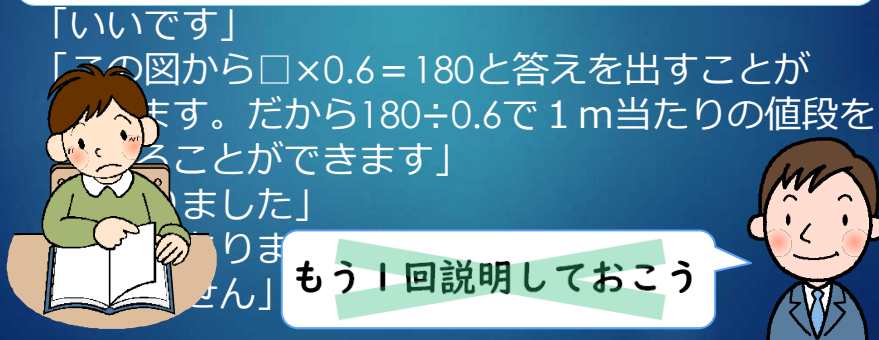 「いいです」
「この図から□×0.6＝180と答えを出すことが
ます。だから180÷0.6で１ｍ当たりの値段を
ることができます」
ました」
りま
せん」
もう１回説明しておこう